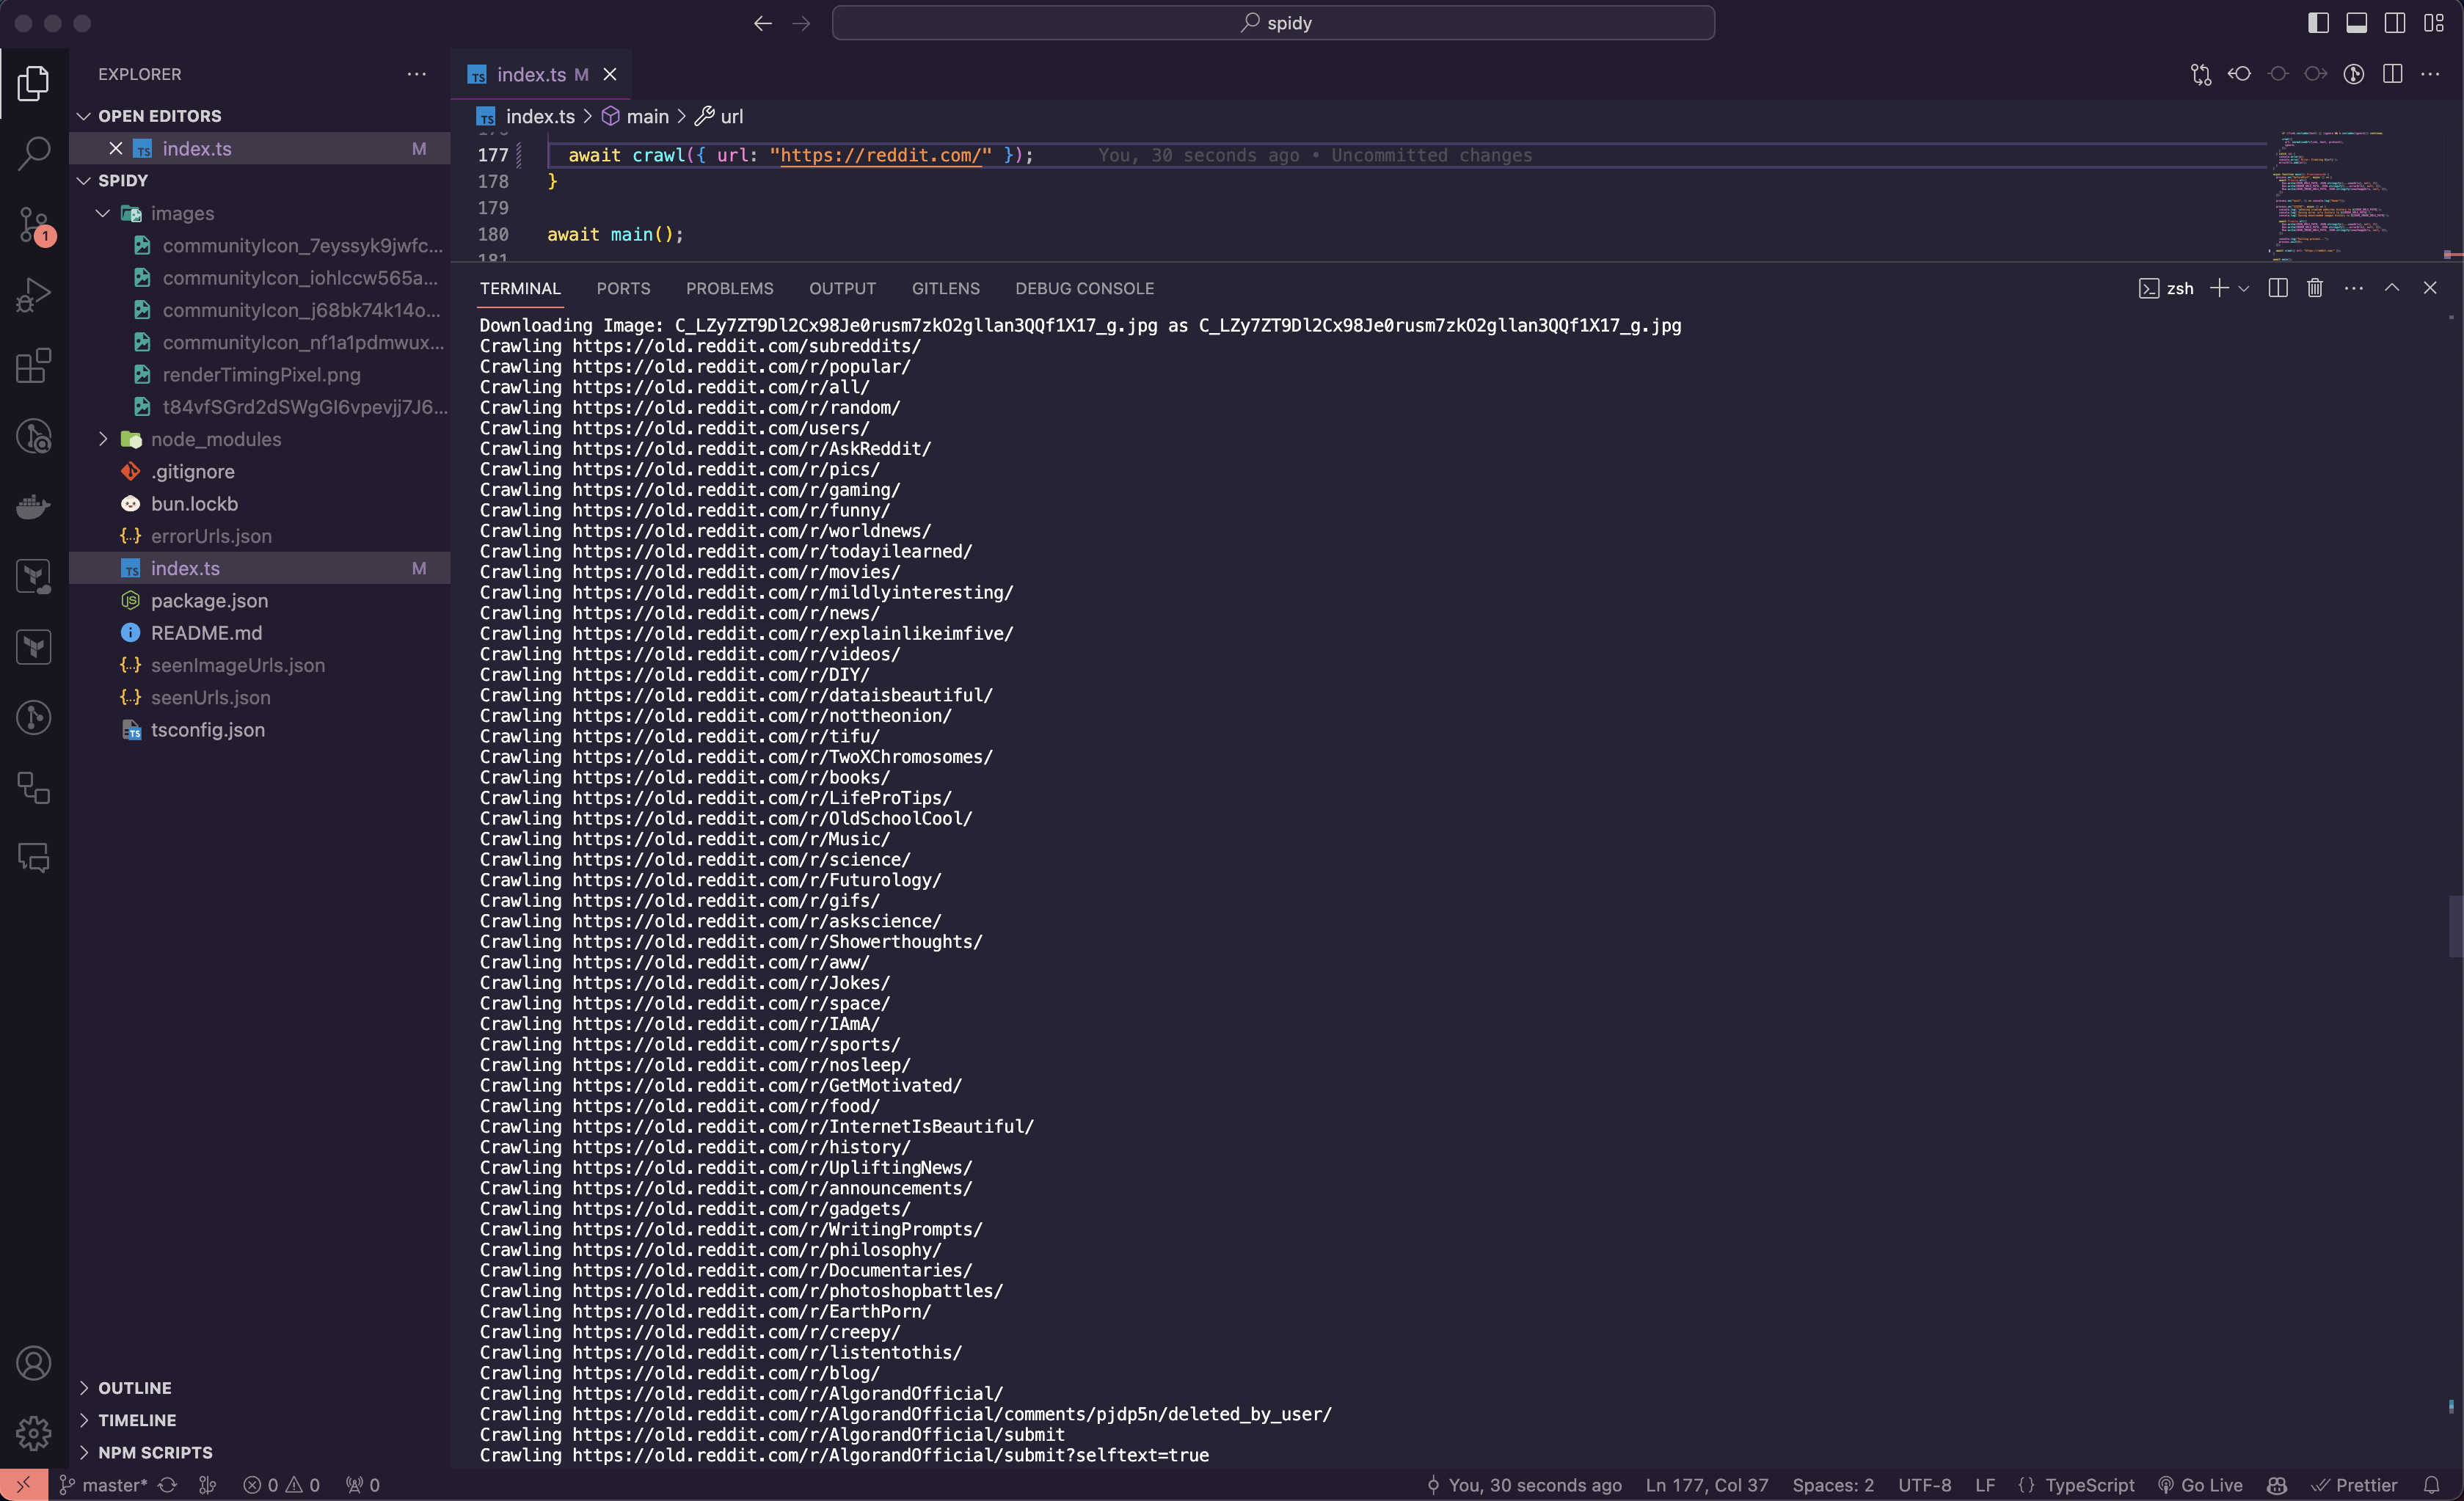 spidy
EXPLORER
OPEN EDITORS
index.ts M
SPIDY
images
communityIcon_7eyssyk9jwfc...
communityIcon_iohlccw565a...
communityIcon_j68bk74k14o...
communityIcon_nf1a1pdmwux...
renderTimingPixel.png
t84vfSGrd2dSWgGI6vpevjj7J6...
node_modules
.gitignore
bun.lockb
errorUrls.json
index.ts M
package.json
README.md
seenImageUrls.json
seenUrls.json
tsconfig.json
OUTLINE
TIMELINE
NPM SCRIPTS
1
index.ts M
index.ts > main > url
177 await crawl({ url: "https://reddit.com/" }); You, 30 seconds ago • Uncommitted changes
178 }
179
180 await main();
181
TERMINAL PORTS PROBLEMS OUTPUT GITLENS DEBUG CONSOLE zsh
Downloading Image: C_LZy7ZT9Dl2Cx98Je0rusm7zkO2gllan3QQf1X17_g.jpg as C_LZy7ZT9Dl2Cx98Je0rusm7zkO2gllan3QQf1X17_g.jpg
Crawling https://old.reddit.com/subreddits/
Crawling https://old.reddit.com/r/popular/
Crawling https://old.reddit.com/r/all/
Crawling https://old.reddit.com/r/random/
Crawling https://old.reddit.com/users/
Crawling https://old.reddit.com/r/AskReddit/
Crawling https://old.reddit.com/r/pics/
Crawling https://old.reddit.com/r/gaming/
Crawling https://old.reddit.com/r/funny/
Crawling https://old.reddit.com/r/worldnews/
Crawling https://old.reddit.com/r/todayilearned/
Crawling https://old.reddit.com/r/movies/
Crawling https://old.reddit.com/r/mildlyinteresting/
Crawling https://old.reddit.com/r/news/
Crawling https://old.reddit.com/r/explainlikeimfive/
Crawling https://old.reddit.com/r/videos/
Crawling https://old.reddit.com/r/DIY/
Crawling https://old.reddit.com/r/dataisbeautiful/
Crawling https://old.reddit.com/r/nottheonion/
Crawling https://old.reddit.com/r/tifu/
Crawling https://old.reddit.com/r/TwoXChromosomes/
Crawling https://old.reddit.com/r/books/
Crawling https://old.reddit.com/r/LifeProTips/
Crawling https://old.reddit.com/r/OldSchoolCool/
Crawling https://old.reddit.com/r/Music/
Crawling https://old.reddit.com/r/science/
Crawling https://old.reddit.com/r/Futurology/
Crawling https://old.reddit.com/r/gifs/
Crawling https://old.reddit.com/r/askscience/
Crawling https://old.reddit.com/r/Showerthoughts/
Crawling https://old.reddit.com/r/aww/
Crawling https://old.reddit.com/r/Jokes/
Crawling https://old.reddit.com/r/space/
Crawling https://old.reddit.com/r/IAmA/
Crawling https://old.reddit.com/r/sports/
Crawling https://old.reddit.com/r/nosleep/
Crawling https://old.reddit.com/r/GetMotivated/
Crawling https://old.reddit.com/r/food/
Crawling https://old.reddit.com/r/InternetIsBeautiful/
Crawling https://old.reddit.com/r/history/
Crawling https://old.reddit.com/r/UpliftingNews/
Crawling https://old.reddit.com/r/announcements/
Crawling https://old.reddit.com/r/gadgets/
Crawling https://old.reddit.com/r/WritingPrompts/
Crawling https://old.reddit.com/r/philosophy/
Crawling https://old.reddit.com/r/Documentaries/
Crawling https://old.reddit.com/r/photoshopbattles/
Crawling https://old.reddit.com/r/EarthPorn/
Crawling https://old.reddit.com/r/creepy/
Crawling https://old.reddit.com/r/listentothis/
Crawling https://old.reddit.com/r/blog/
Crawling https://old.reddit.com/r/AlgorandOfficial/
Crawling https://old.reddit.com/r/AlgorandOfficial/comments/pjdp5n/deleted_by_user/
Crawling https://old.reddit.com/r/AlgorandOfficial/submit
Crawling https://old.reddit.com/r/AlgorandOfficial/submit?selftext=true
master* 0 0 0 You, 30 seconds ago Ln 177, Col 37 Spaces: 2 UTF-8 LF {} TypeScript Go Live Prettier